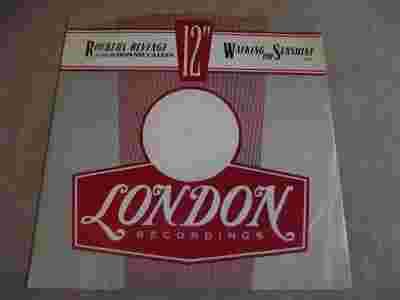 ROCKERS REVENGE
12"
WALKING ON SUNSHINE
LONDON
RECORDINGS